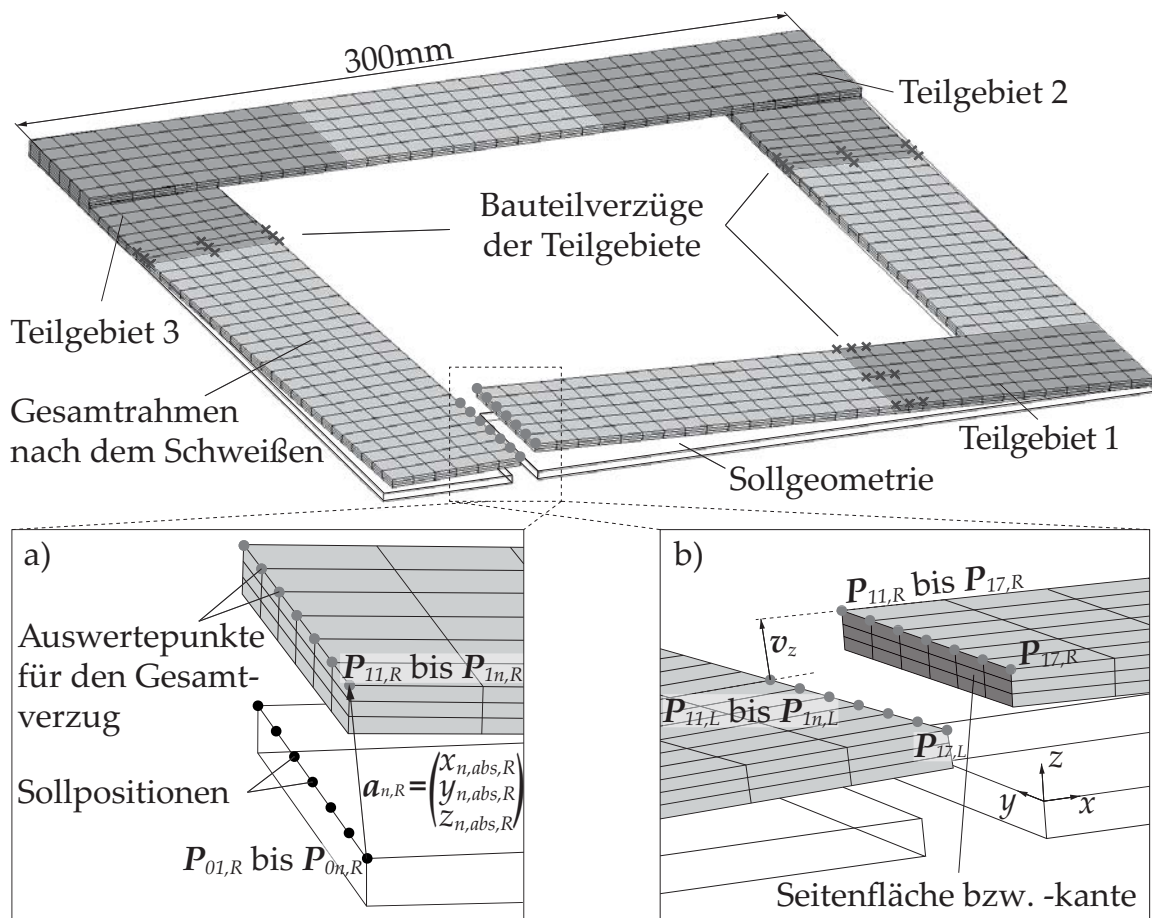 300mm
Teilgebiet 2
Bauteilverzüge
der Teilgebiete
Teilgebiet 3
Gesamtrahmen
nach dem Schweißen
Teilgebiet 1
Sollgeometrie
a)
Auswertepunkte
für den Gesamt-
verzug
P11,R bis P1n,R
Sollpositionen
an,R=(xn,abs,R
yn,abs,R
zn,abs,R)
P01,R bis P0n,R
b)
P11,R bis P17,R
vz
P17,R
P11,L bis P1n,L
P17,L
z
y
x
Seitenfläche bzw. -kante